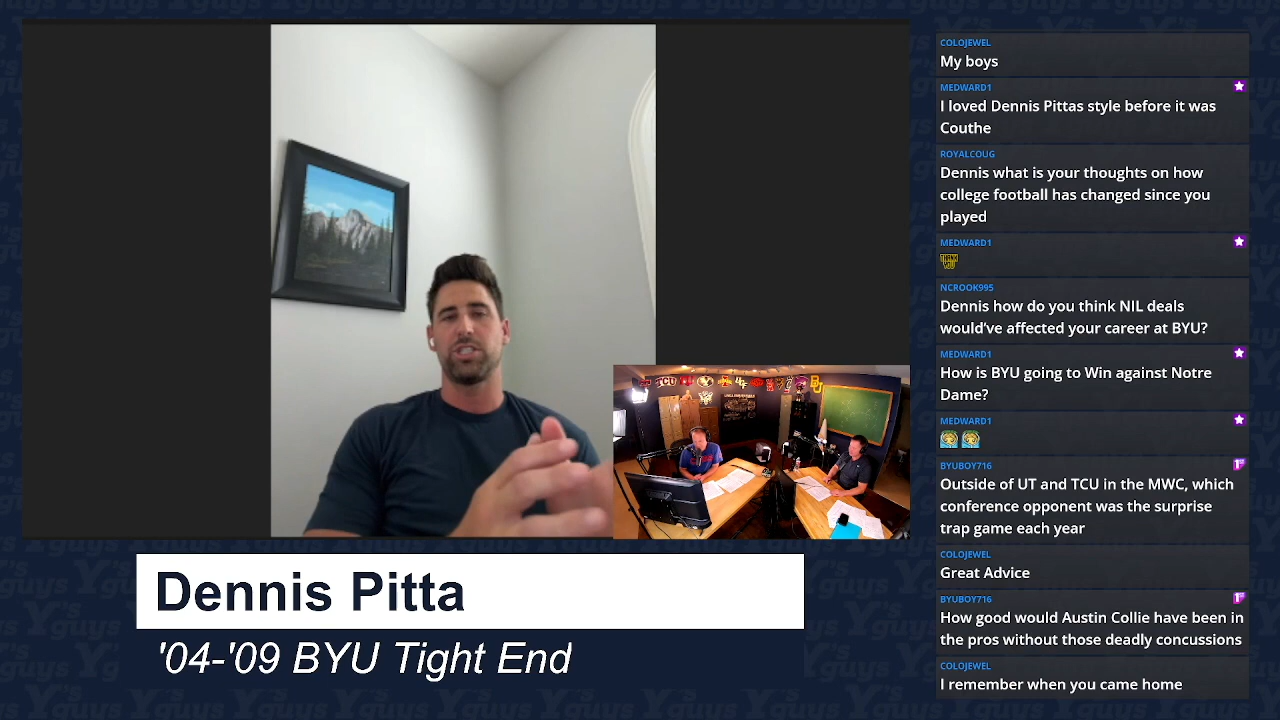 COLOJEWEL
My boys
MEDWARD1
I loved Dennis Pittas style before it was
Couthe
ROYALCOUG
Dennis what is your thoughts on how
college football has changed since you
played
MEDWARD1
NCROOK995
Dennis how do you think NIL deals
would've affected your career at BYU?
MEDWARD1
How is BYU going to Win against Notre
Dame?
MEDWARD1
BYUBOY716
Outside of UT and TCU in the MWC, which
conference opponent was the surprise
trap game each year
COLOJEWEL
Great Advice
BYUBOY716
How good would Austin Collie have been in
the pros without those deadly concussions
COLOJEWEL
I remember when you came home
TCU
BU
Dennis Pitta
'04-'09 BYU Tight End
Y's guys